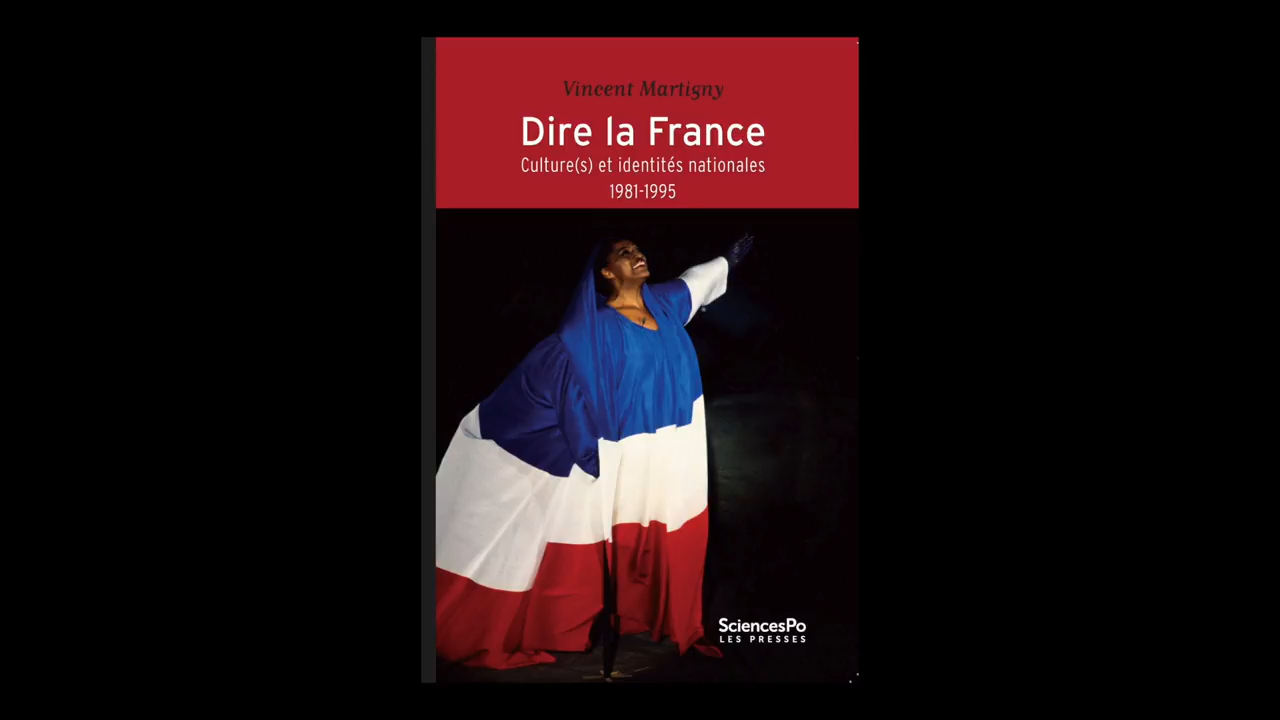 Vincent Martigny
Dire la France
Culture(s) et identités nationales
1981-1995
SciencesPo
LES PRESSES